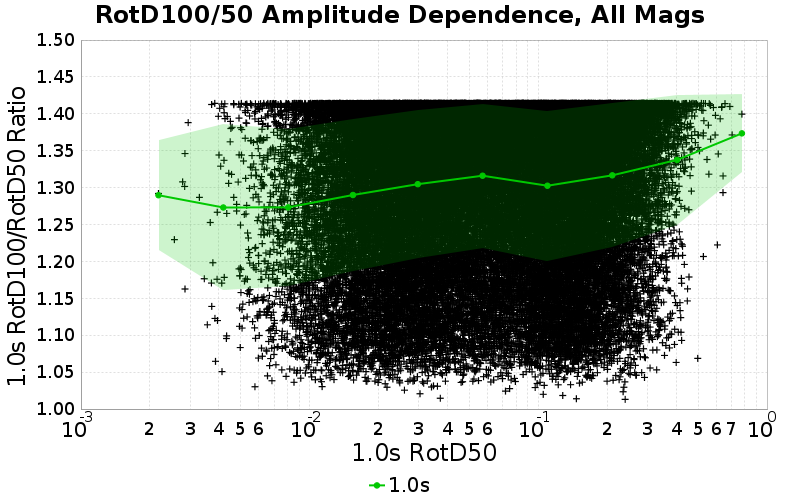 RotD100/50 Amplitude Dependence, All Mags
1.0s RotD100/RotD50 Ratio
1.50
1.45
1.40
1.35
1.30
1.25
1.20
1.15
1.10
1.05
1.00
10-3 2 3 4 5 6 10-2 2 3 4 5 6 10-1 2 3 4 5 6 7 100
1.0s RotD50
1.0s